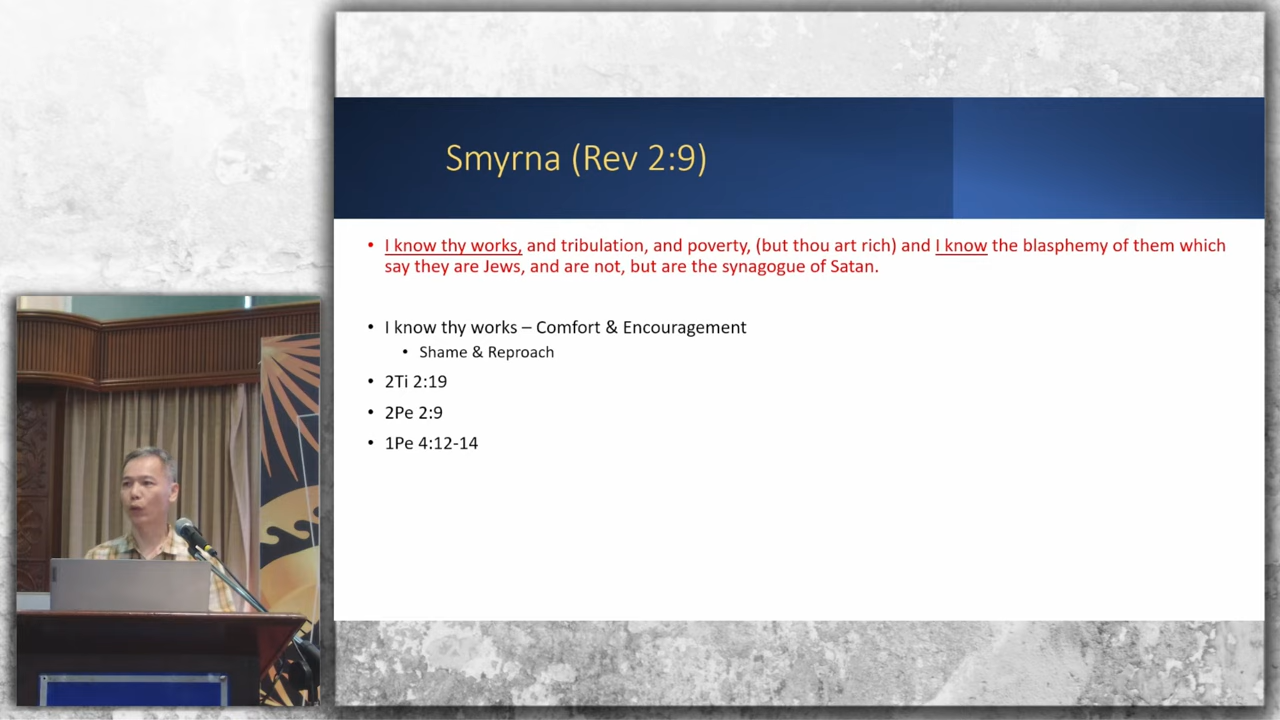 Smyrna (Rev 2:9)
• I know thy works, and tribulation, and poverty, (but thou art rich) and I know the blasphemy of them which
say they are Jews, and are not, but are the synagogue of Satan.
• I know thy works – Comfort & Encouragement
• Shame & Reproach
• 2Ti 2:19
• 2Pe 2:9
• 1Pe 4:12-14